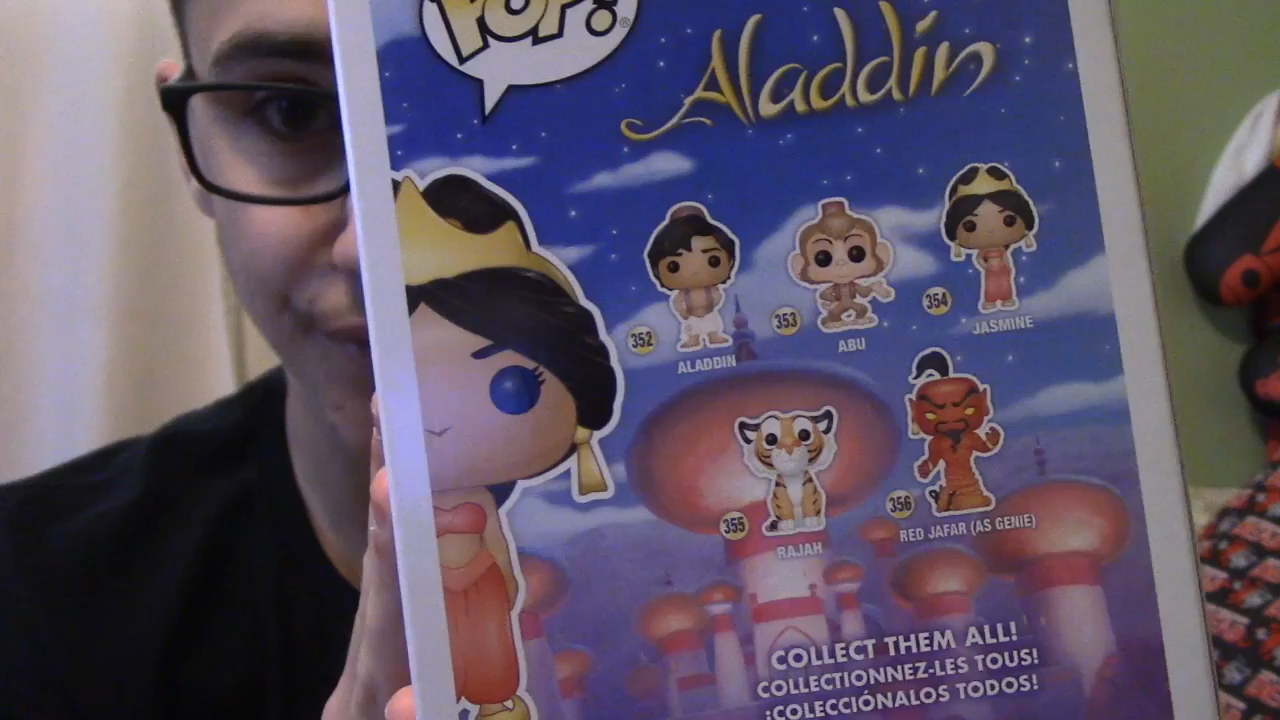 POP!
Aladdin
352
ALADDIN
353
ABU
354
JASMINE
355
RAJAH
356
RED JAFAR (AS GENIE)
COLLECT THEM ALL!
COLLECTIONNEZ-LES TOUS!
¡COLECCIÓNALOS TODOS!